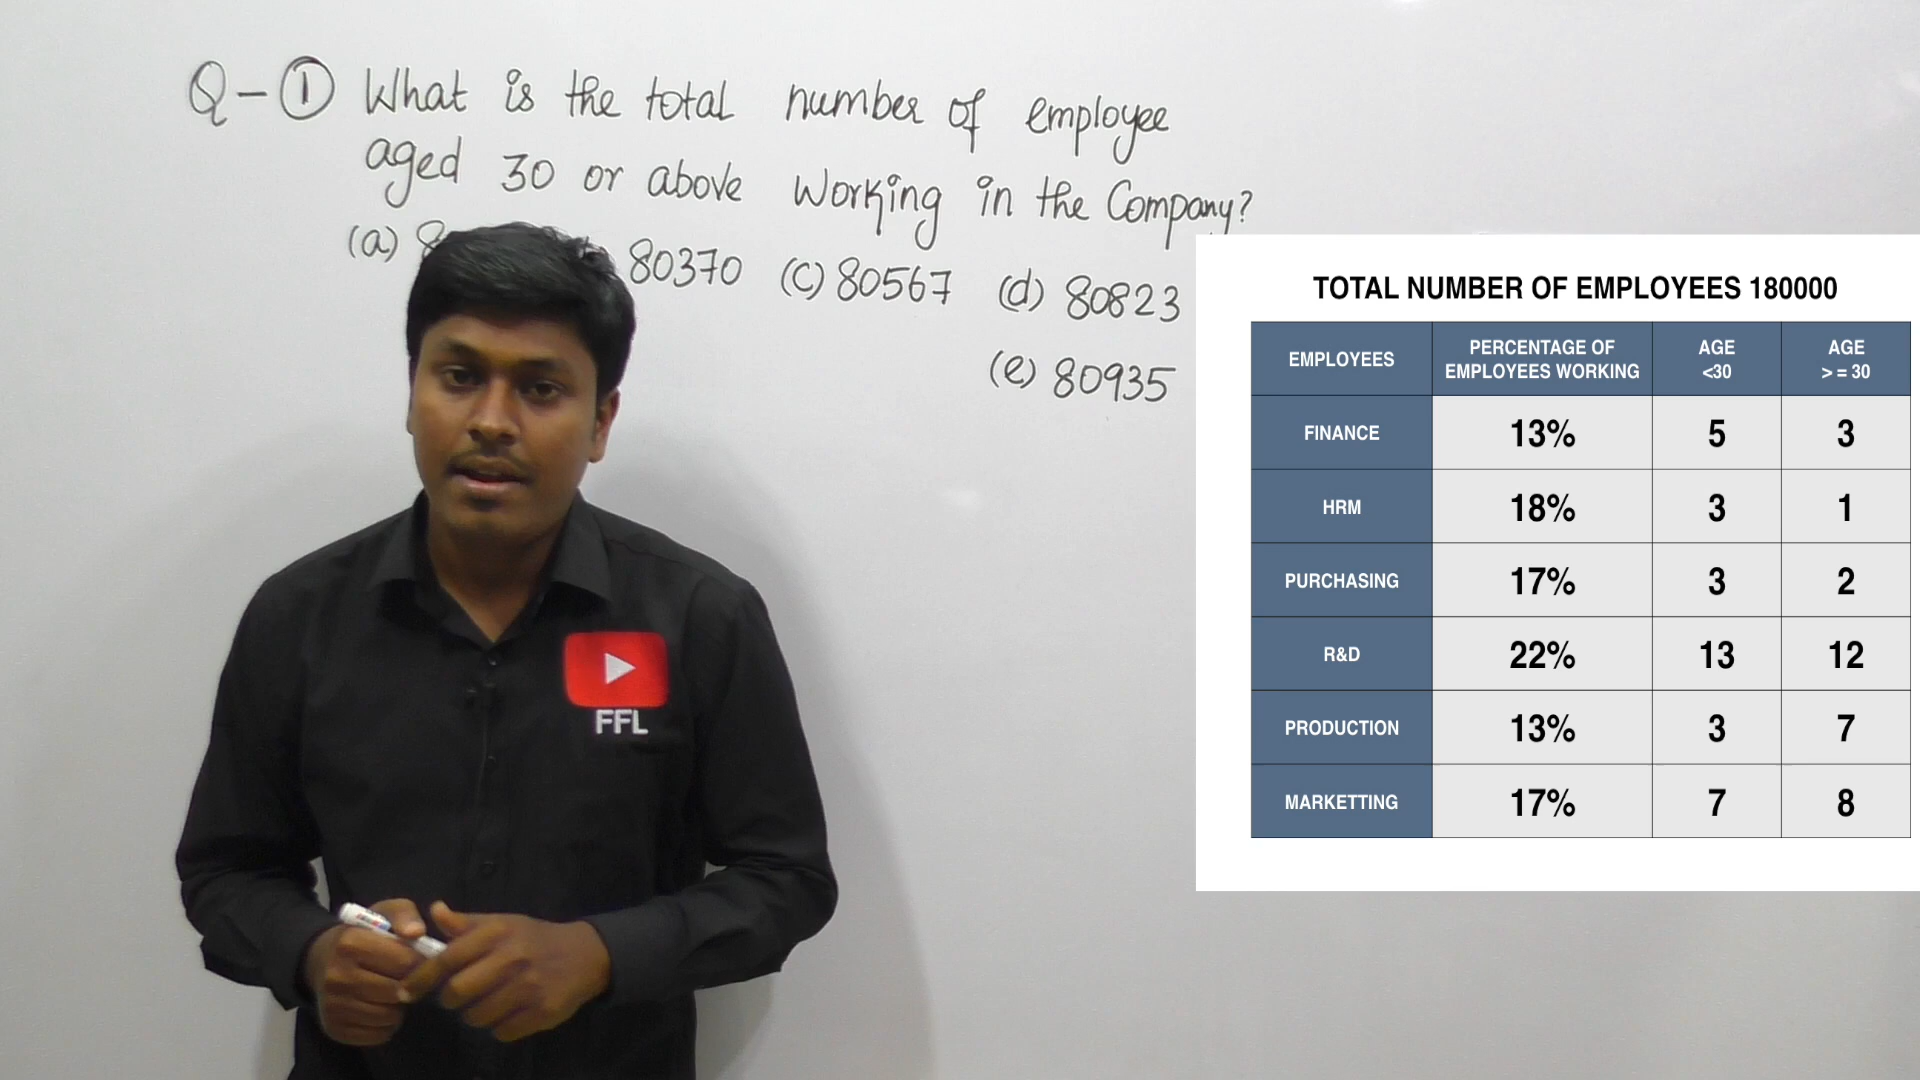 Q-① What is the total number of employee
aged 30 or above working in the Company?
(a) 80370 (c) 80567 (d) 80823
(e) 80935
TOTAL NUMBER OF EMPLOYEES 180000
EMPLOYEES PERCENTAGE OF EMPLOYEES WORKING AGE <30 AGE > = 30
FINANCE 13% 5 3
HRM 18% 3 1
PURCHASING 17% 3 2
R&D 22% 13 12
PRODUCTION 13% 3 7
MARKETTING 17% 7 8
FFL